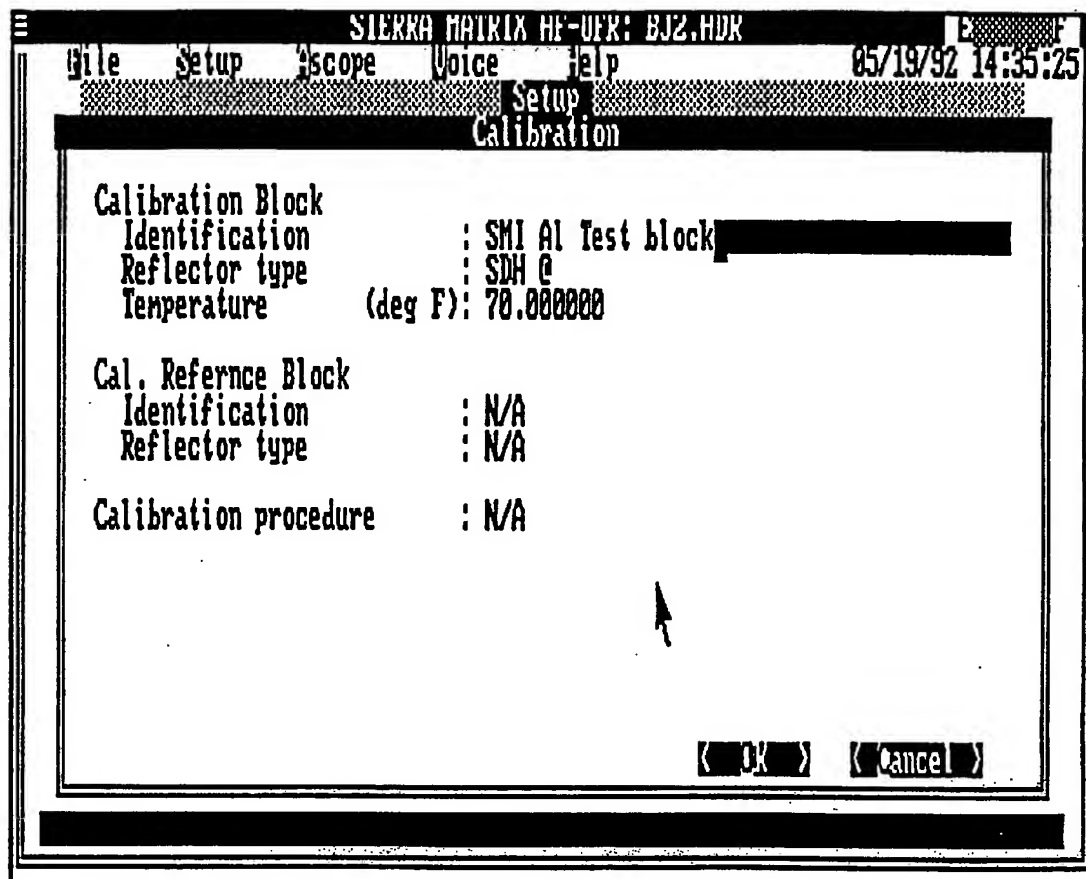 SIERRA MATRIX AF-UFR: BJ2.HDR
File Setup Ascope Voice Help 05/19/92 14:35:25
Setup
Calibration
Calibration Block
Identification : SMI Al Test block
Reflector type : SDH @
Temperature (deg F): 70.000000
Cal. Refernce Block
Identification : N/A
Reflector type : N/A
Calibration procedure : N/A
< OK > < Cancel >